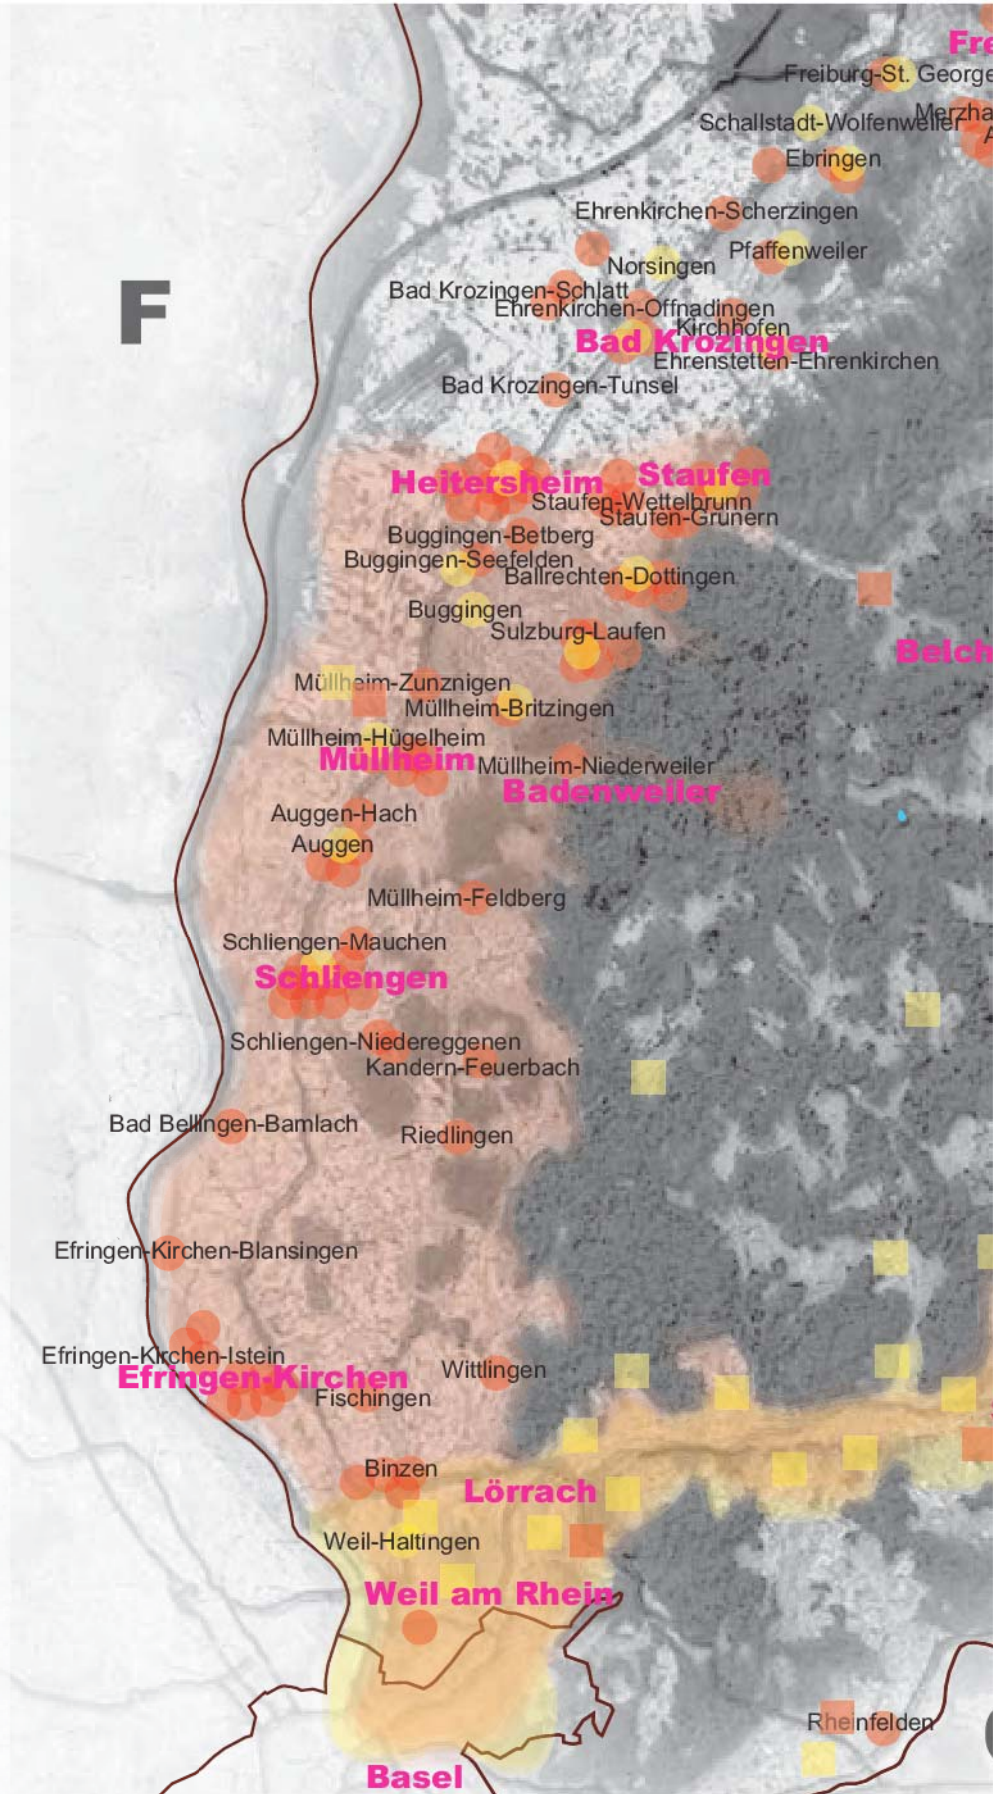 Fre
Freiburg-St. George
Merzha
Schallstadt-Wolfenweiler
A
Ebringen
Ehrenkirchen-Scherzingen
Pfaffenweiler
Norsingen
F
Bad Krozingen-Schlatt
Ehrenkirchen-Offnadingen
Kirchhofen
Bad Krozingen
Ehrenstetten-Ehrenkirchen
Bad Krozingen-Tunsel
Staufen
Heitersheim
Staufen-Wettelbrunn
Staufen-Grunern
Buggingen-Betberg
Buggingen-Seefelden
Ballrechten-Dottingen
Buggingen
Sulzburg-Laufen
Belch
Müllheim-Zunznigen
Müllheim-Britzingen
Müllheim-Hügelheim
Müllheim
Müllheim-Niederweiler
Badenweiler
Auggen-Hach
Auggen
Müllheim-Feldberg
Schliengen-Mauchen
Schliengen
Schliengen-Niedereggenen
Kandern-Feuerbach
Bad Bellingen-Bamlach
Riedlingen
Efringen-Kirchen-Blansingen
Efringen-Kirchen-Istein
Wittlingen
Efringen-Kirchen
Fischingen
Binzen
Lörrach
Weil-Haltingen
Weil am Rhein
Rheinfelden
Basel